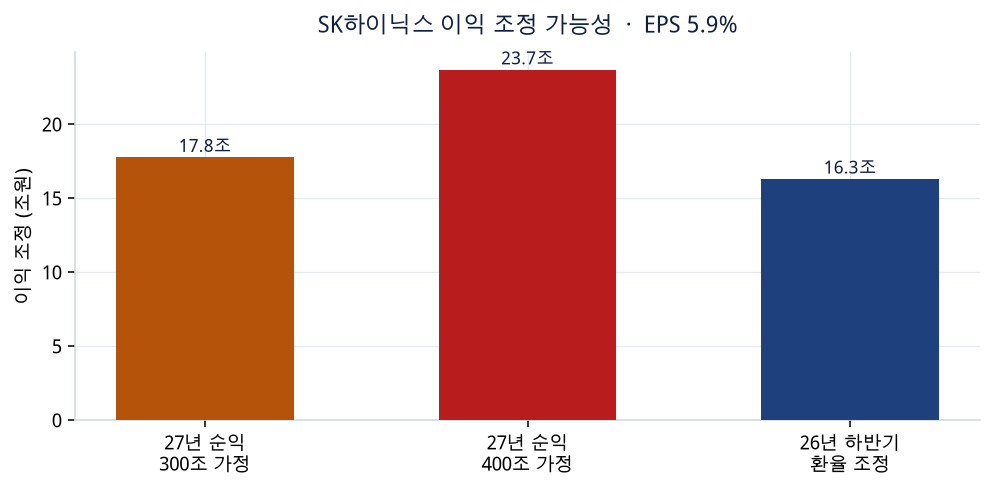 SK하이닉스 이익 조정 가능성 · EPS 5.9%
이익 조정 (조원)
20
15
10
5
0
17.8조
23.7조
16.3조
27년 순익
300조 가정
27년 순익
400조 가정
26년 하반기
환율 조정